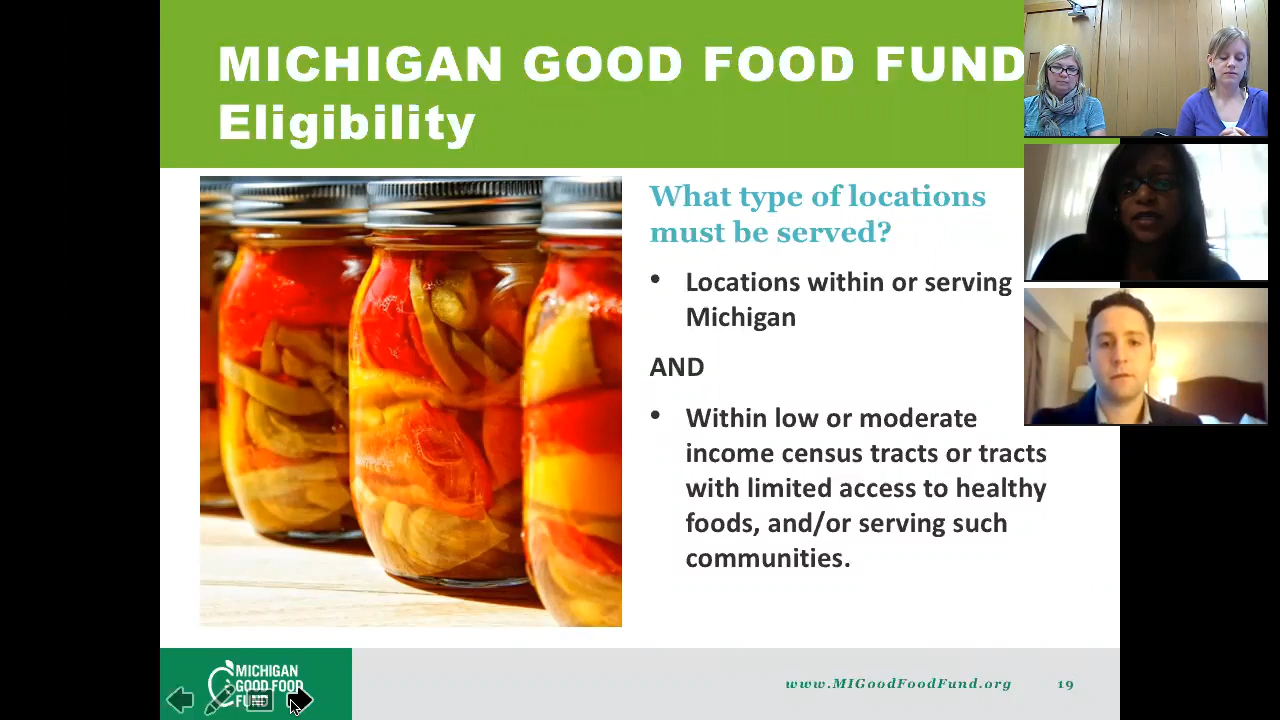 MICHIGAN GOOD FOOD FUND
Eligibility
What type of locations
must be served?
• Locations within or serving
Michigan
AND
• Within low or moderate
income census tracts or tracts
with limited access to healthy
foods, and/or serving such
communities.
MICHIGAN
GOOD FOOD
FUND
www.MIGoodFoodFund.org
19